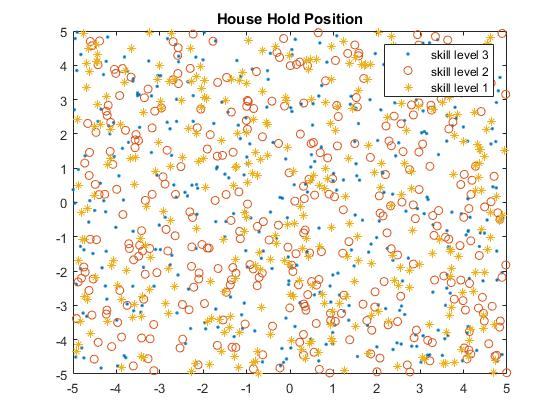 House Hold Position
skill level 3
skill level 2
skill level 1
5
4
3
2
1
0
-1
-2
-3
-4
-5
-5 -4 -3 -2 -1 0 1 2 3 4 5